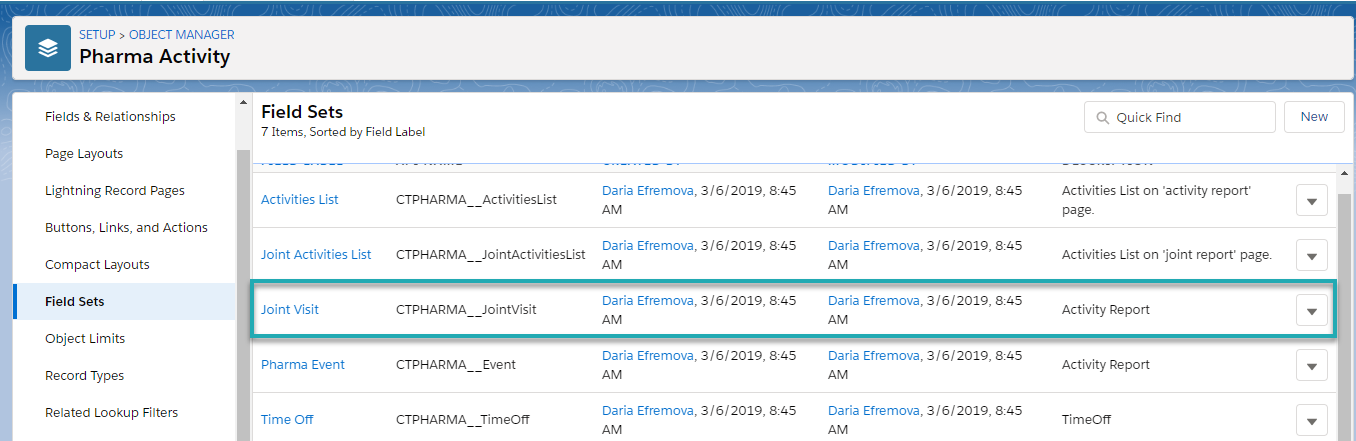 SETUP > OBJECT MANAGER
Pharma Activity
Fields & Relationships
Page Layouts
Lightning Record Pages
Buttons, Links, and Actions
Compact Layouts
Field Sets
Object Limits
Record Types
Related Lookup Filters
Field Sets
7 Items, Sorted by Field Label
Quick Find
New
Activities List CTPHARMA__ActivitiesList Daria Efremova, 3/6/2019, 8:45 Daria Efremova, 3/6/2019, 8:45 Activities List on 'activity report'
AM AM page.
Joint Activities List CTPHARMA__JointActivitiesList Daria Efremova, 3/6/2019, 8:45 Daria Efremova, 3/6/2019, 8:45 Activities List on 'joint report' page.
AM AM
Joint Visit CTPHARMA__JointVisit Daria Efremova, 3/6/2019, 8:45 Daria Efremova, 3/6/2019, 8:45 Activity Report
AM AM
Pharma Event CTPHARMA__Event Daria Efremova, 3/6/2019, 8:45 Daria Efremova, 3/6/2019, 8:45 Activity Report
AM AM
Time Off CTPHARMA__TimeOff Daria Efremova, 3/6/2019, 8:45 Daria Efremova, 3/6/2019, 8:45 TimeOff
AM AM